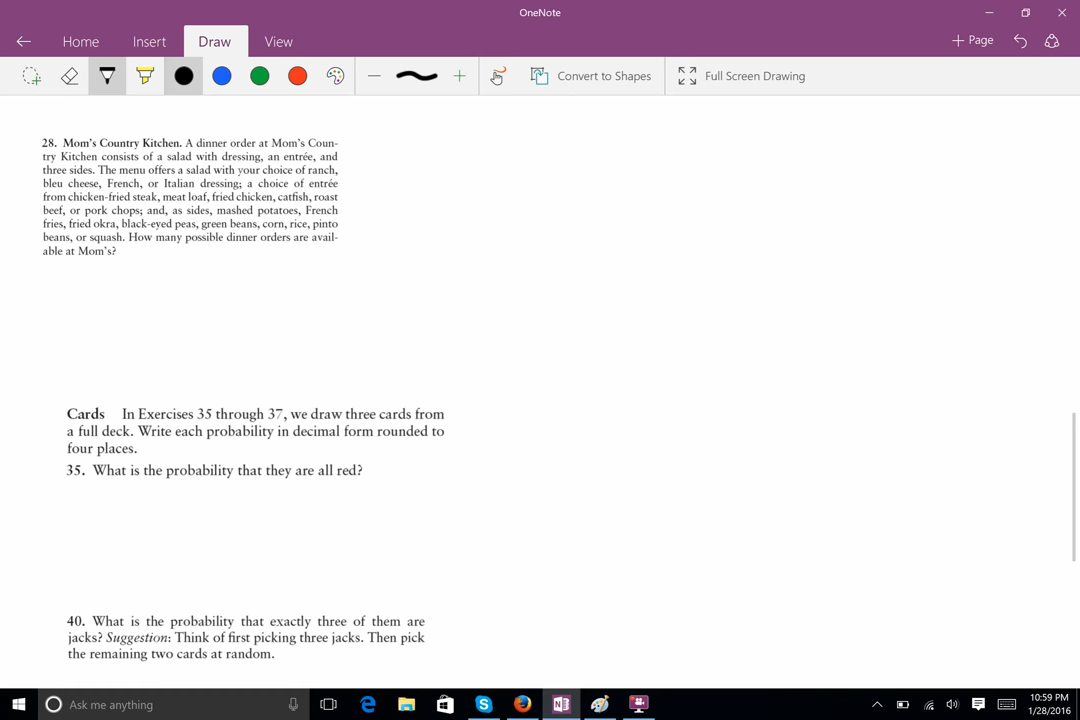 OneNote
Home Insert Draw View
+ Page
Convert to Shapes Full Screen Drawing
28. Mom's Country Kitchen. A dinner order at Mom's Coun-
try Kitchen consists of a salad with dressing, an entrée, and
three sides. The menu offers a salad with your choice of ranch,
bleu cheese, French, or Italian dressing; a choice of entrée
from chicken-fried steak, meat loaf, fried chicken, catfish, roast
beef, or pork chops; and, as sides, mashed potatoes, French
fries, fried okra, black-eyed peas, green beans, corn, rice, pinto
beans, or squash. How many possible dinner orders are avail-
able at Mom's?
Cards In Exercises 35 through 37, we draw three cards from
a full deck. Write each probability in decimal form rounded to
four places.
35. What is the probability that they are all red?
40. What is the probability that exactly three of them are
jacks? Suggestion: Think of first picking three jacks. Then pick
the remaining two cards at random.
Ask me anything
10:59 PM
1/28/2016